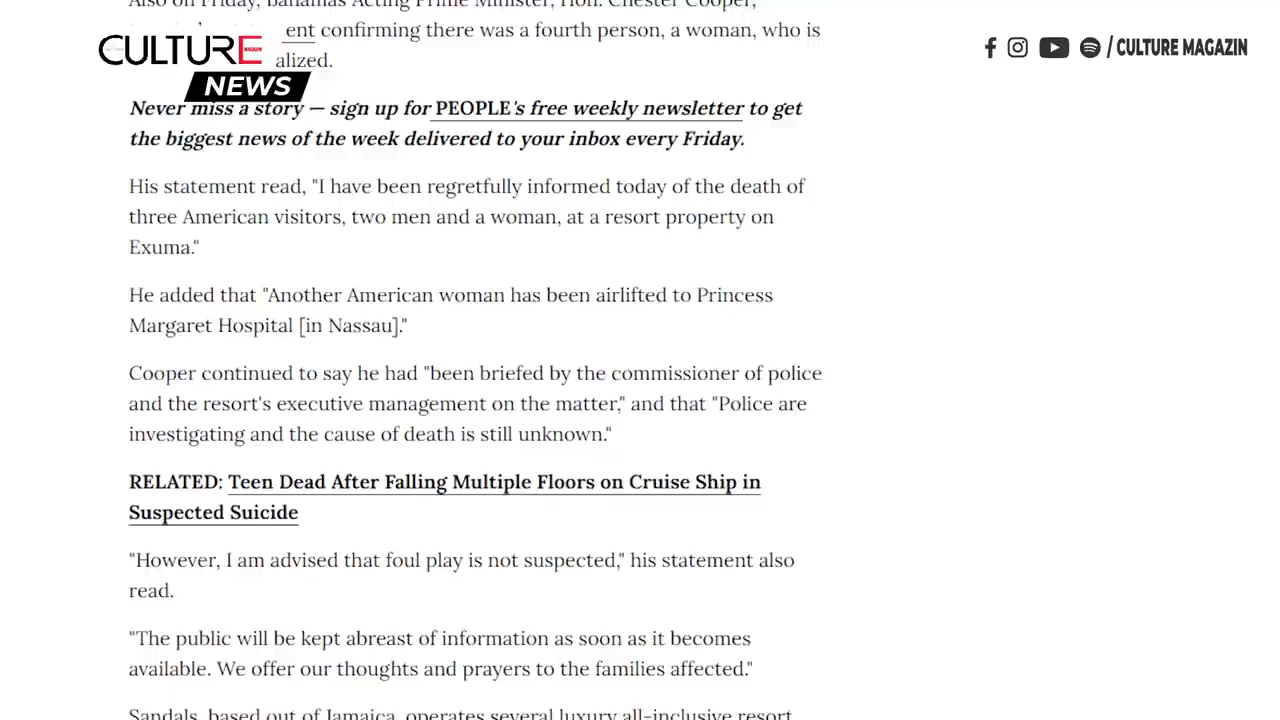 Also on Friday, Bahamas Acting Prime Minister, Hon. Chester Cooper,
ent confirming there was a fourth person, a woman, who is
alized.
CULTURE
NEWS
/ CULTURE MAGAZIN
Never miss a story — sign up for PEOPLE's free weekly newsletter to get
the biggest news of the week delivered to your inbox every Friday.
His statement read, "I have been regretfully informed today of the death of
three American visitors, two men and a woman, at a resort property on
Exuma."
He added that "Another American woman has been airlifted to Princess
Margaret Hospital [in Nassau]."
Cooper continued to say he had "been briefed by the commissioner of police
and the resort's executive management on the matter," and that "Police are
investigating and the cause of death is still unknown."
RELATED: Teen Dead After Falling Multiple Floors on Cruise Ship in
Suspected Suicide
"However, I am advised that foul play is not suspected," his statement also
read.
"The public will be kept abreast of information as soon as it becomes
available. We offer our thoughts and prayers to the families affected."
Sandals, based out of Jamaica, operates several luxury all-inclusive resort